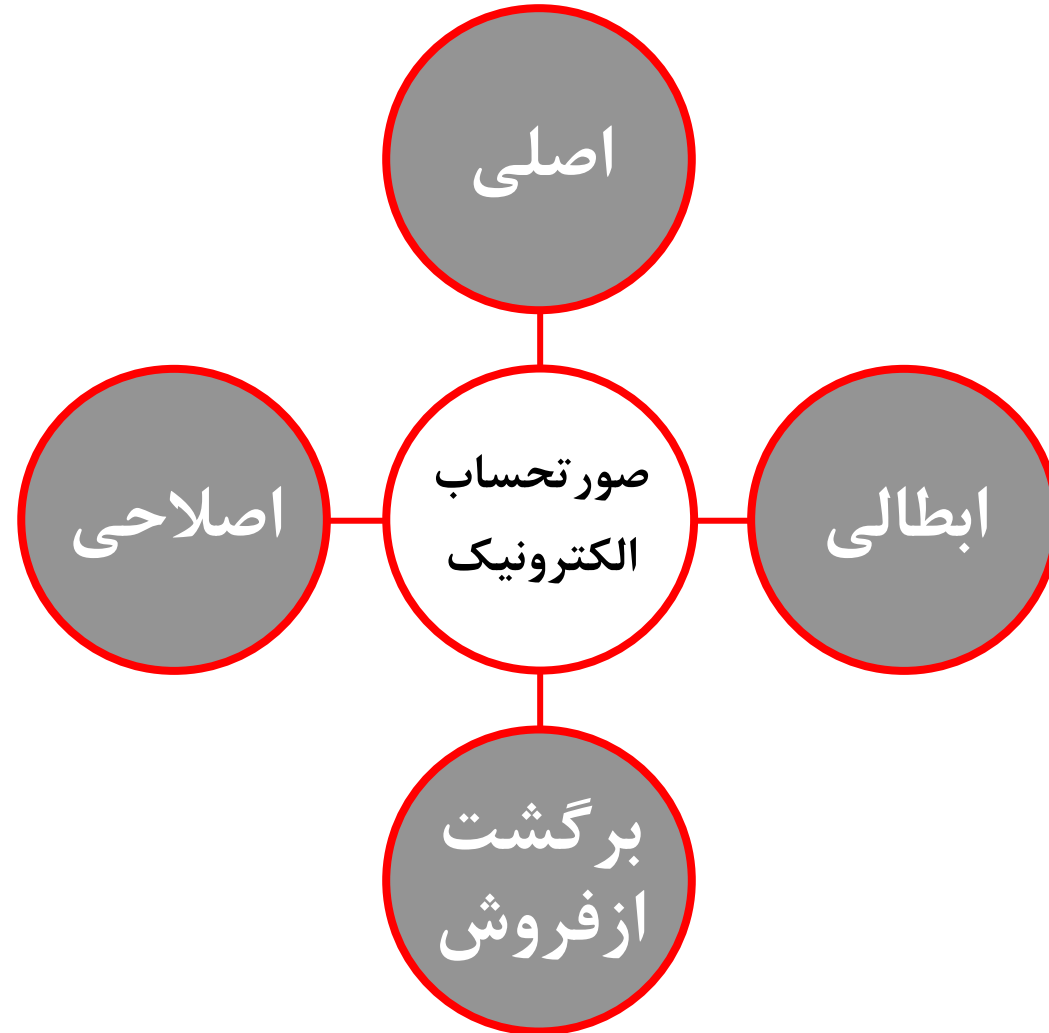 اصلی
صورتحساب
الکترونیک
ابطالی
اصلاحی
برگشت
ازفروش